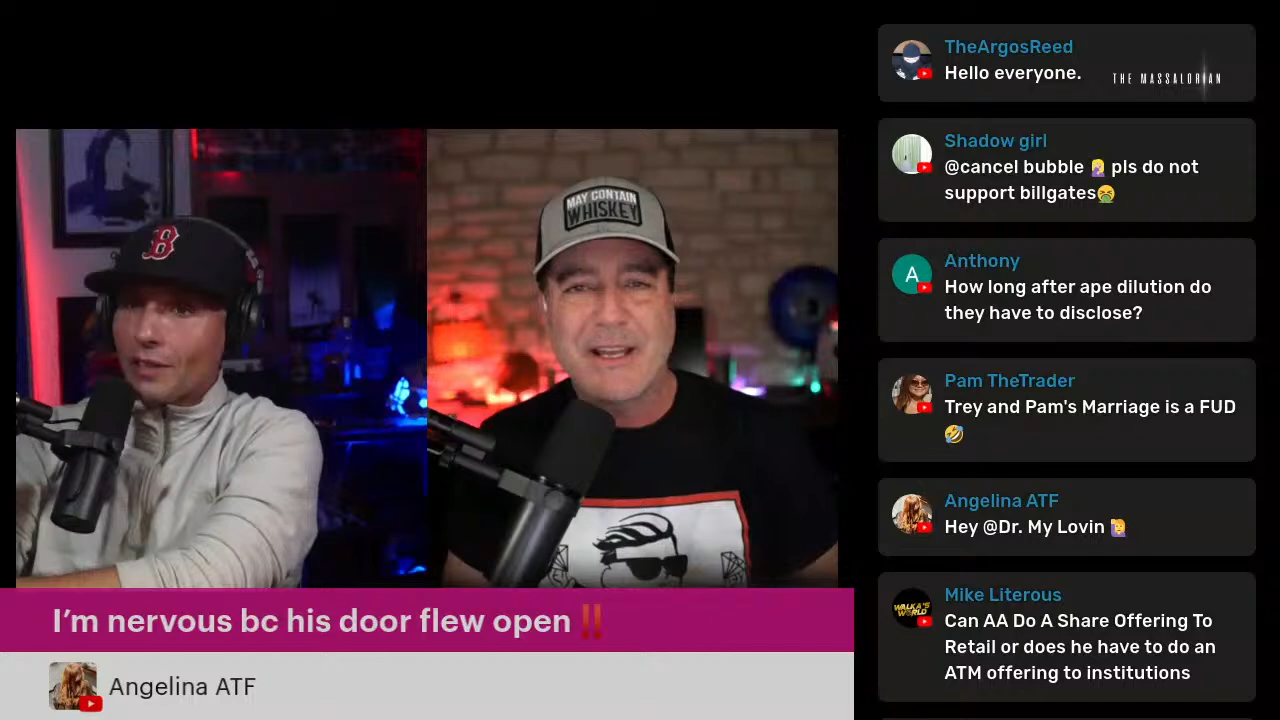 TheArgosReed
Hello everyone.
THE MASSALORIAN
Shadow girl
@cancel bubble 🤦‍♀️ pls do not
support billgates🤮
B
MAY CONTAIN
WHISKEY
A
Anthony
How long after ape dilution do
they have to disclose?
Pam TheTrader
Trey and Pam's Marriage is a FUD
🤣
Angelina ATF
Hey @Dr. My Lovin 🙋‍♀️
WALKA'S
WORLD
Mike Literous
Can AA Do A Share Offering To
Retail or does he have to do an
ATM offering to institutions
I’m nervous bc his door flew open ‼️
Angelina ATF